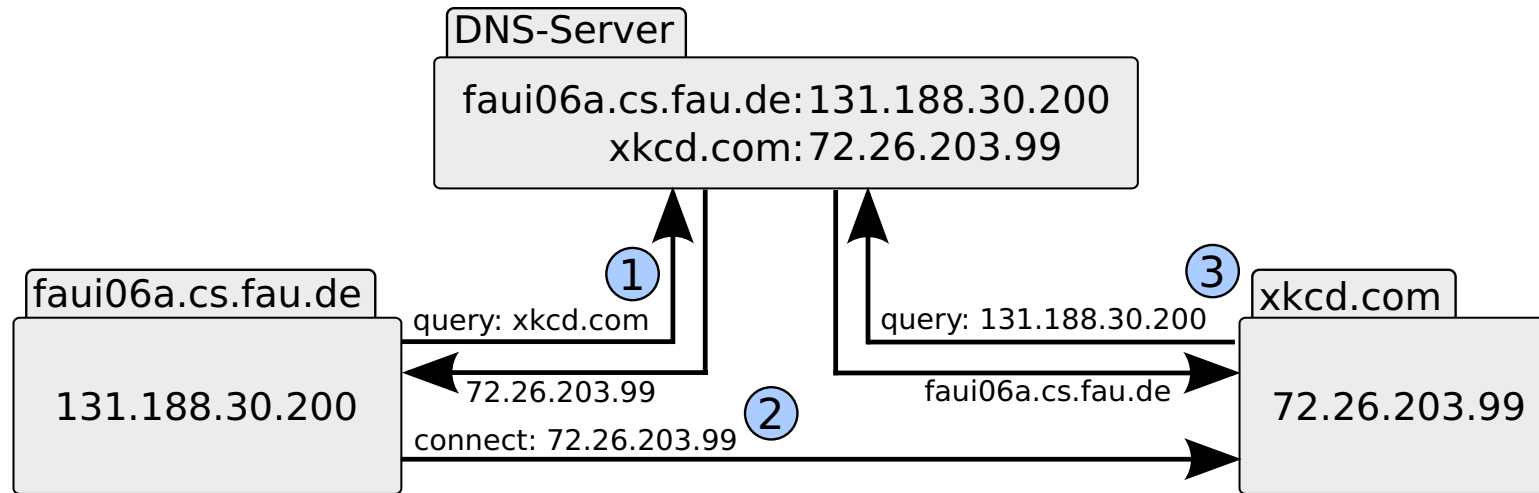 DNS-Server
faui06a.cs.fau.de: 131.188.30.200
xkcd.com: 72.26.203.99
1
3
faui06a.cs.fau.de
xkcd.com
query: xkcd.com
query: 131.188.30.200
72.26.203.99
faui06a.cs.fau.de
131.188.30.200
2
72.26.203.99
connect: 72.26.203.99